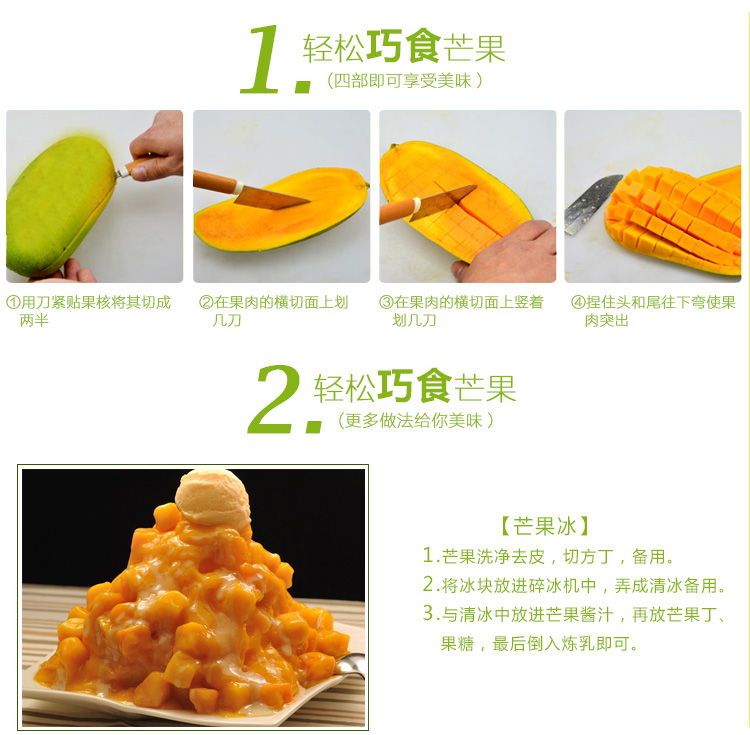 1. 轻松巧食芒果
(四部即可享受美味)
①用刀紧贴果核将其切成
两半
②在果肉的横切面上划
几刀
③在果肉的横切面上竖着
划几刀
④捏住头和尾往下弯使果
肉突出
2. 轻松巧食芒果
(更多做法给你美味)
【芒果冰】
1.芒果洗净去皮，切方丁，备用。
2.将冰块放进碎冰机中，弄成清冰备用。
3.与清冰中放进芒果酱汁，再放芒果丁、
果糖，最后倒入炼乳即可。